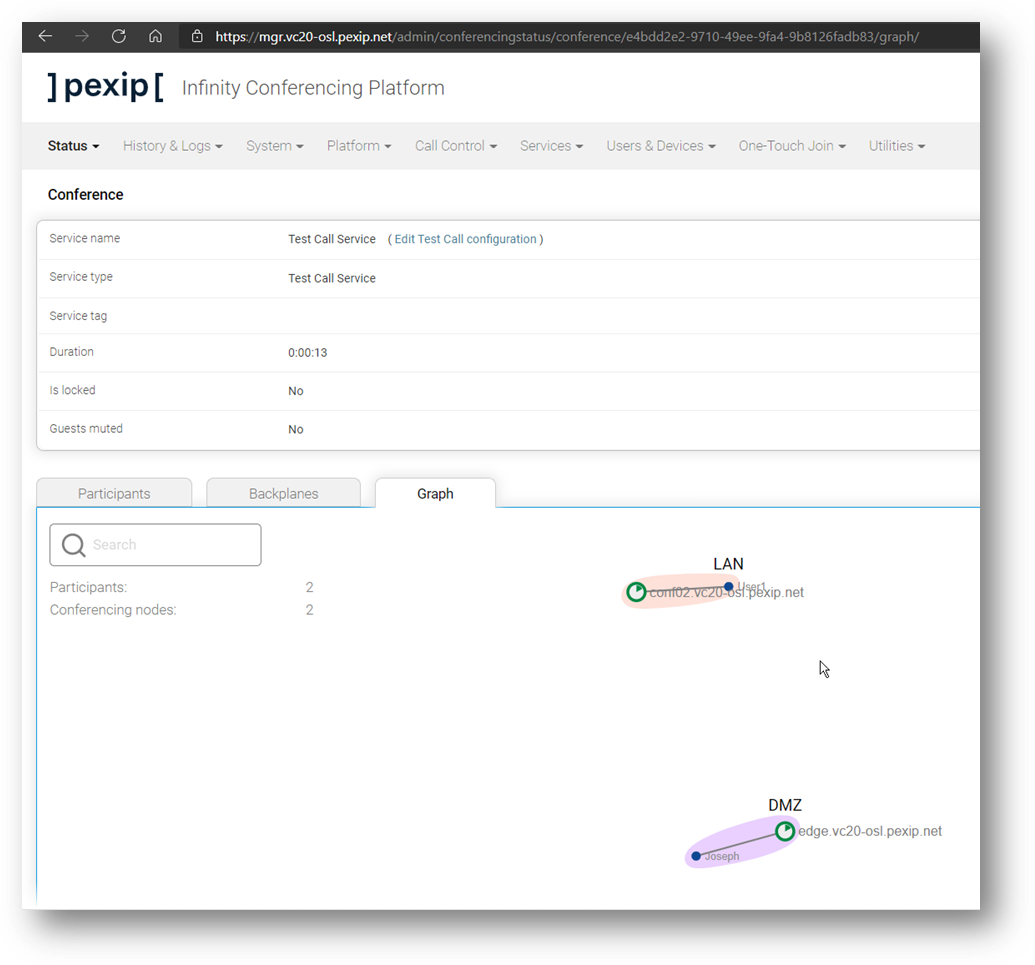 https://mgr.vc20-osl.pexip.net/admin/conferencingstatus/conference/e4bdd2e2-9710-49ee-9fa4-9b8126fadb83/graph/
]pexip[ Infinity Conferencing Platform
Status History & Logs System Platform Call Control Services Users & Devices One-Touch Join Utilities
Conference
Service name Test Call Service ( Edit Test Call configuration )
Service type Test Call Service
Service tag
Duration 0:00:13
Is locked No
Guests muted No
Participants Backplanes Graph
Search
Participants: 2
Conferencing nodes: 2
LAN
User1
conf02.vc20-osl.pexip.net
DMZ
edge.vc20-osl.pexip.net
Joseph